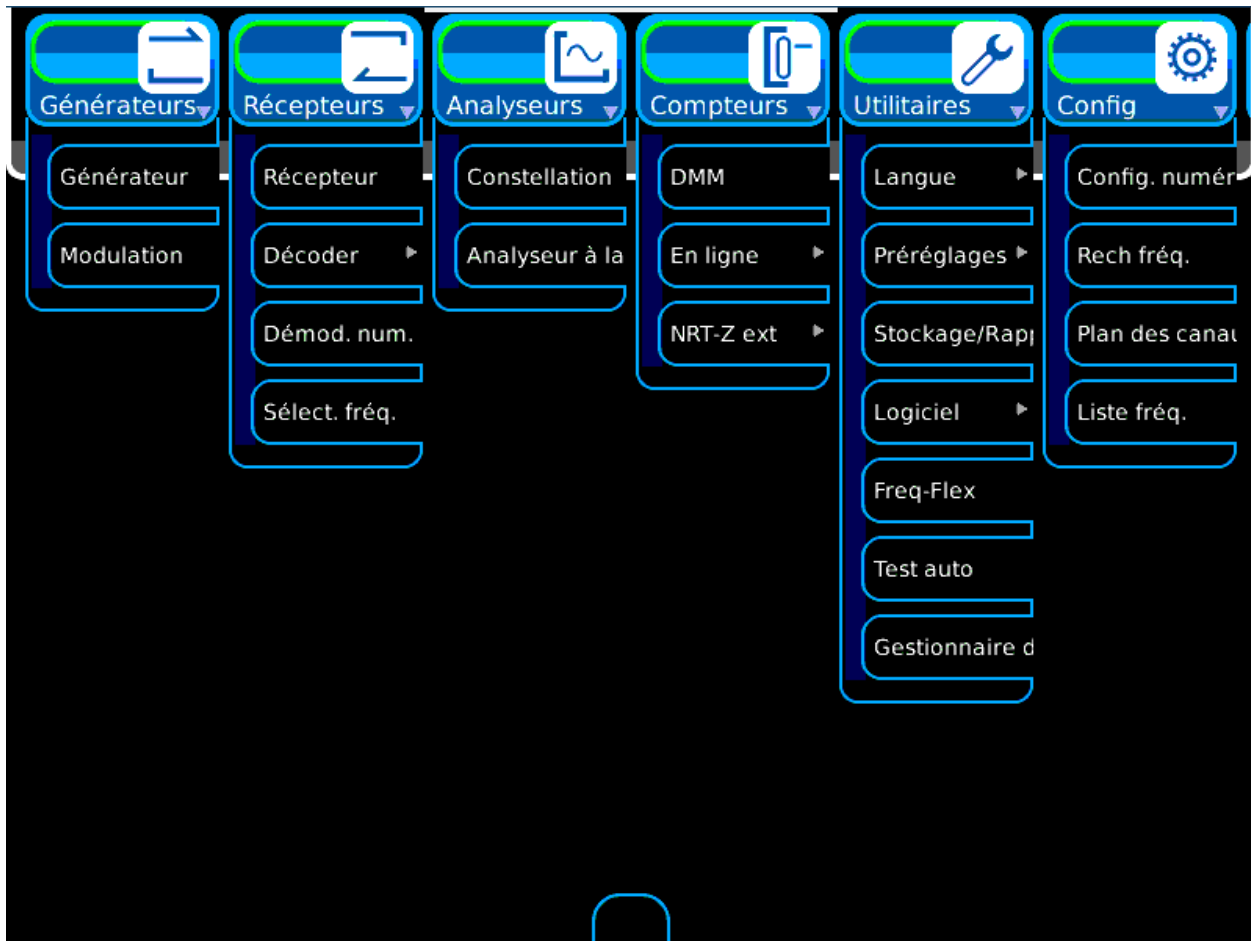 Générateurs
Générateur
Modulation
Récepteurs
Récepteur
Décoder
Démod. num.
Sélect. fréq.
Analyseurs
Constellation
Analyseur à la
Compteurs
DMM
En ligne
NRT-Z ext
Utilitaires
Langue
Préréglages
Stockage/Rapp
Logiciel
Freq-Flex
Test auto
Gestionnaire d
Config
Config. numér
Rech fréq.
Plan des canau
Liste fréq.